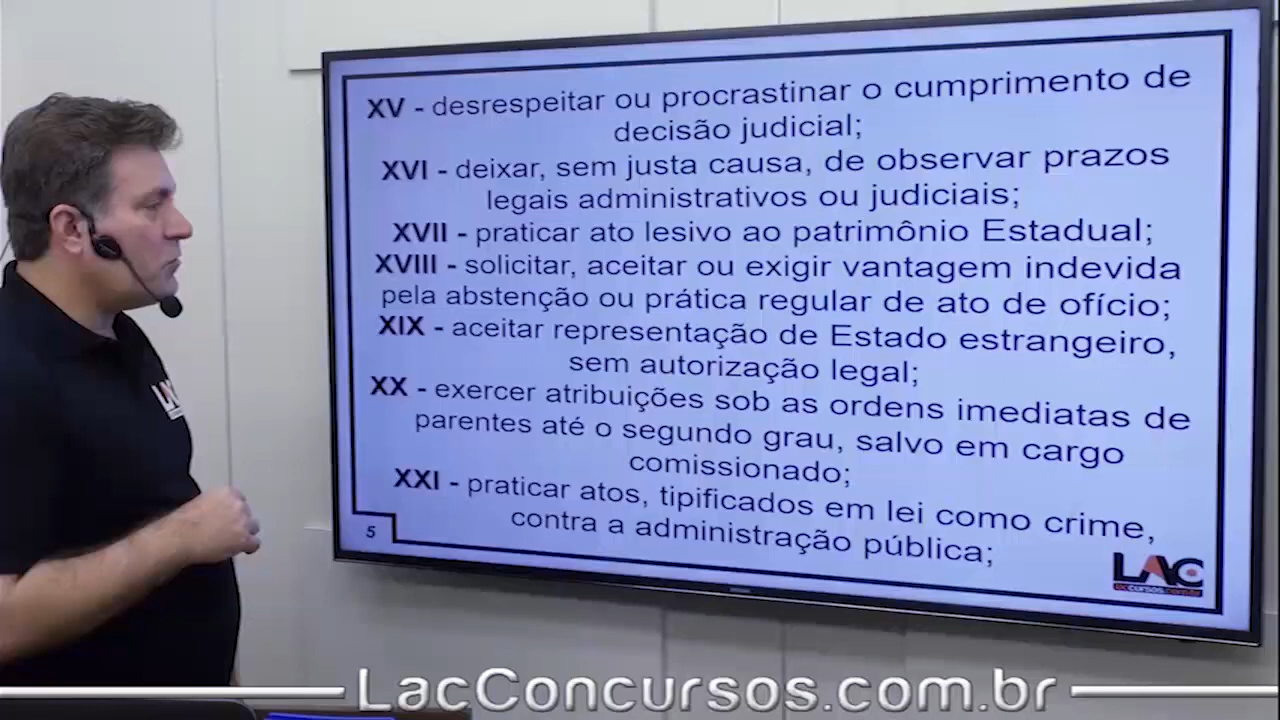 XV - desrespeitar ou procrastinar o cumprimento de
decisão judicial;
XVI - deixar, sem justa causa, de observar prazos
legais administrativos ou judiciais;
XVII - praticar ato lesivo ao patrimônio Estadual;
XVIII - solicitar, aceitar ou exigir vantagem indevida
pela abstenção ou prática regular de ato de ofício;
XIX - aceitar representação de Estado estrangeiro,
sem autorização legal;
XX - exercer atribuições sob as ordens imediatas de
parentes até o segundo grau, salvo em cargo
comissionado;
XXI - praticar atos, tipificados em lei como crime,
contra a administração pública;
5
LAC
laccursos.com.br
LacConcursos.com.br